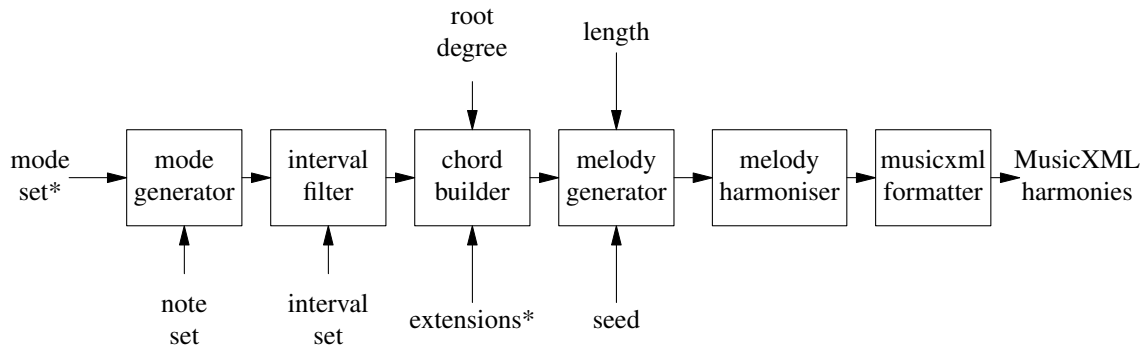 root
degree
length
mode
set*
mode
generator
interval
filter
chord
builder
melody
generator
melody
harmoniser
musicxml
formatter
MusicXML
harmonies
note
set
interval
set
extensions*
seed